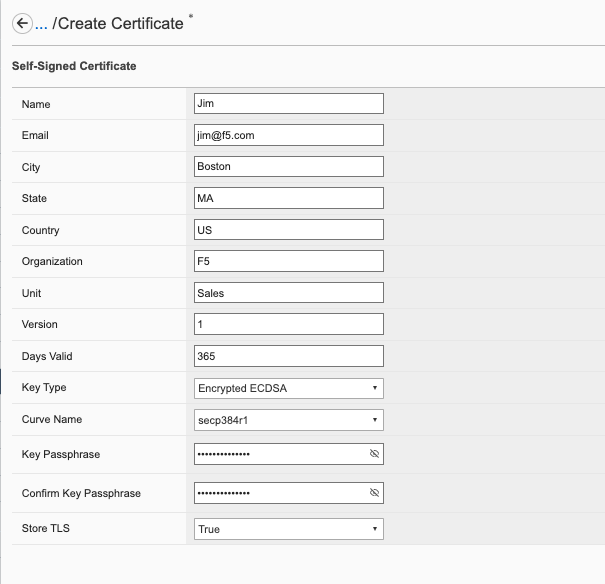 ... /Create Certificate *
Self-Signed Certificate
Name Jim
Email jim@f5.com
City Boston
State MA
Country US
Organization F5
Unit Sales
Version 1
Days Valid 365
Key Type Encrypted ECDSA
Curve Name secp384r1
Key Passphrase ••••••••••••••
Confirm Key Passphrase ••••••••••••••
Store TLS True